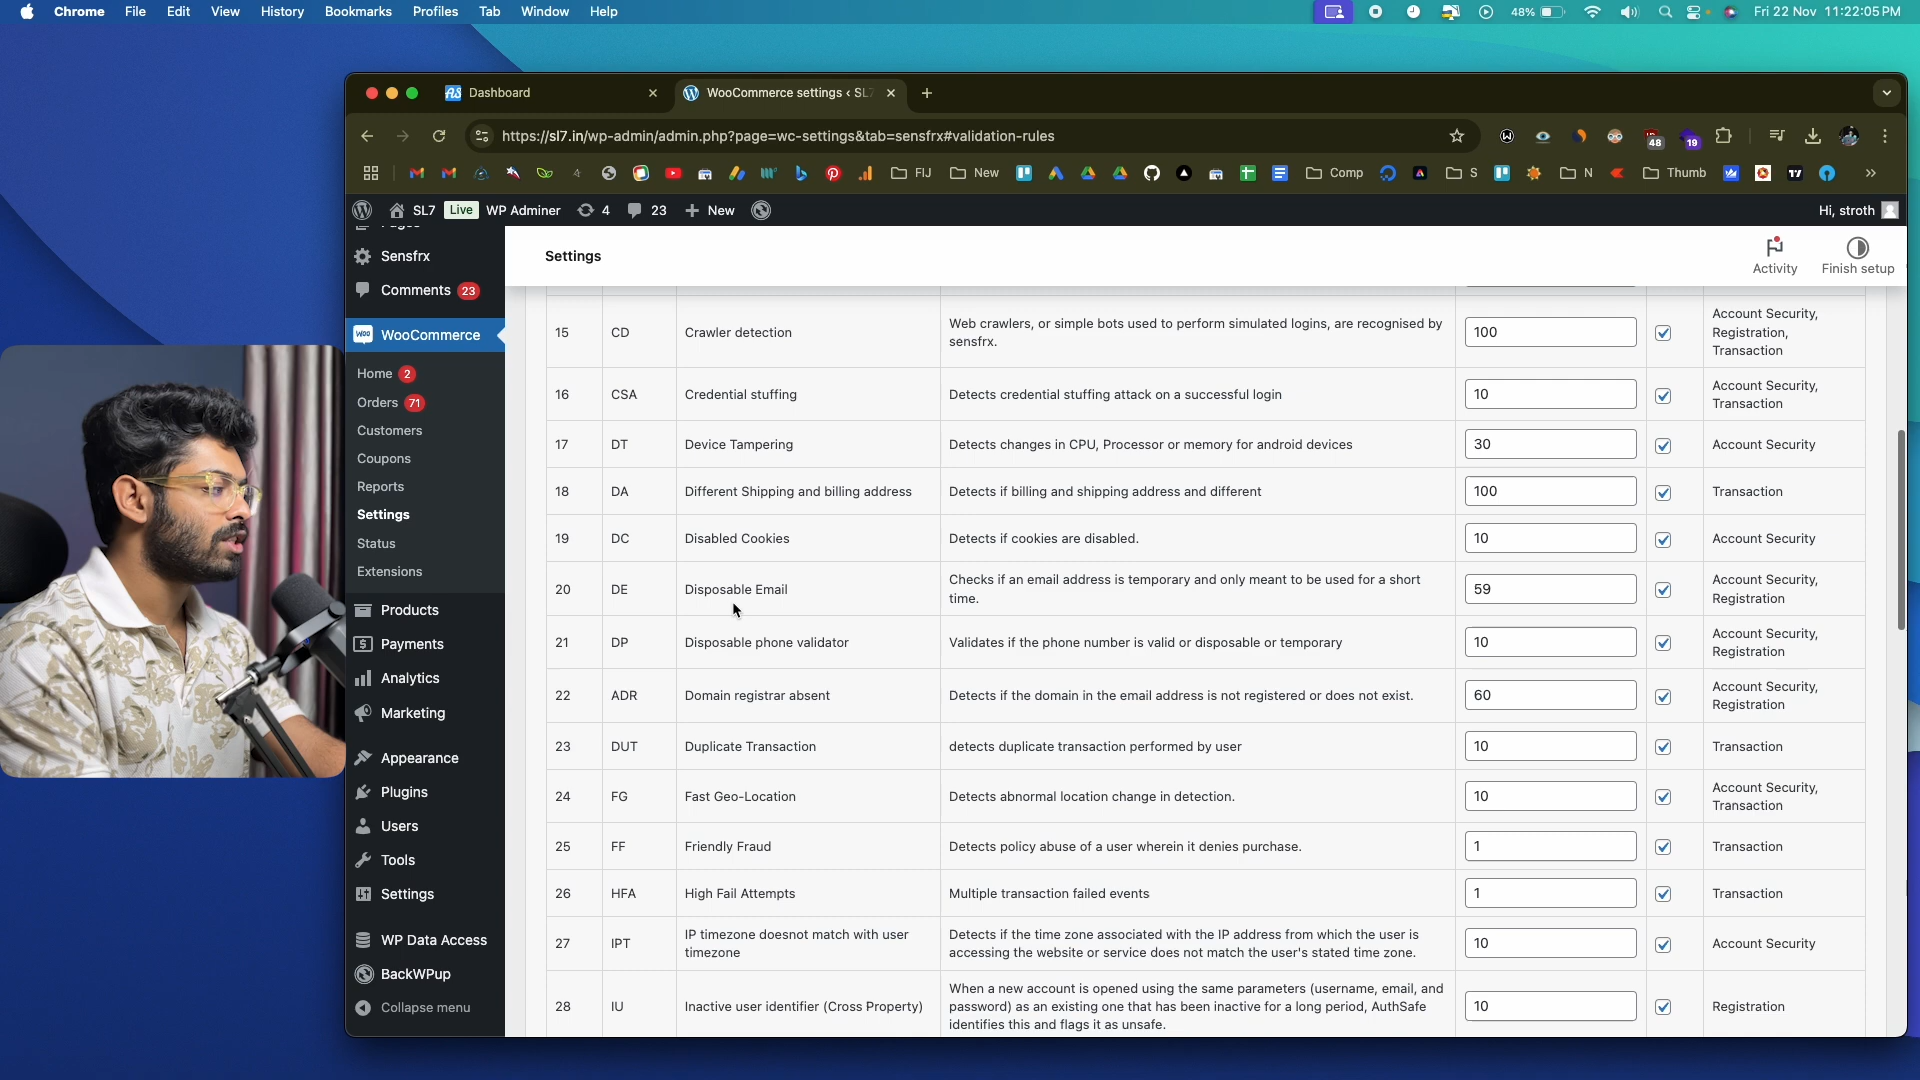 Chrome File Edit View History Bookmarks Profiles Tab Window Help
48% Fri 22 Nov 11:22:05 PM
Dashboard
WooCommerce settings ‹ SL7
https://sl7.in/wp-admin/admin.php?page=wc-settings&tab=sensfrx#validation-rules
48
19
FIJ
New
Comp
S
N
Thumb
SL7 Live WP Adminer 4 23 New
Hi, stroth
Pages
Sensfrx
Comments 23
WooCommerce
Home 2
Orders 71
Customers
Coupons
Reports
Settings
Status
Extensions
Products
Payments
Analytics
Marketing
Appearance
Plugins
Users
Tools
Settings
WP Data Access
BackWPup
Collapse menu
Settings
Activity
Finish setup
15 CD Crawler detection Web crawlers, or simple bots used to perform simulated logins, are recognised by
sensfrx.
100
Account Security,
Registration,
Transaction
16 CSA Credential stuffing Detects credential stuffing attack on a successful login 10
Account Security,
Transaction
17 DT Device Tampering Detects changes in CPU, Processor or memory for android devices 30 Account Security
18 DA Different Shipping and billing address Detects if billing and shipping address and different 100 Transaction
19 DC Disabled Cookies Detects if cookies are disabled. 10 Account Security
20 DE Disposable Email Checks if an email address is temporary and only meant to be used for a short
time.
59
Account Security,
Registration
21 DP Disposable phone validator Validates if the phone number is valid or disposable or temporary 10
Account Security,
Registration
22 ADR Domain registrar absent Detects if the domain in the email address is not registered or does not exist. 60
Account Security,
Registration
23 DUT Duplicate Transaction detects duplicate transaction performed by user 10 Transaction
24 FG Fast Geo-Location Detects abnormal location change in detection. 10
Account Security,
Transaction
25 FF Friendly Fraud Detects policy abuse of a user wherein it denies purchase. 1 Transaction
26 HFA High Fail Attempts Multiple transaction failed events 1 Transaction
27 IPT IP timezone doesnot match with user
timezone
Detects if the time zone associated with the IP address from which the user is
accessing the website or service does not match the user's stated time zone.
10 Account Security
28 IU Inactive user identifier (Cross Property)
When a new account is opened using the same parameters (username, email, and
password) as an existing one that has been inactive for a long period, AuthSafe
identifies this and flags it as unsafe.
10 Registration